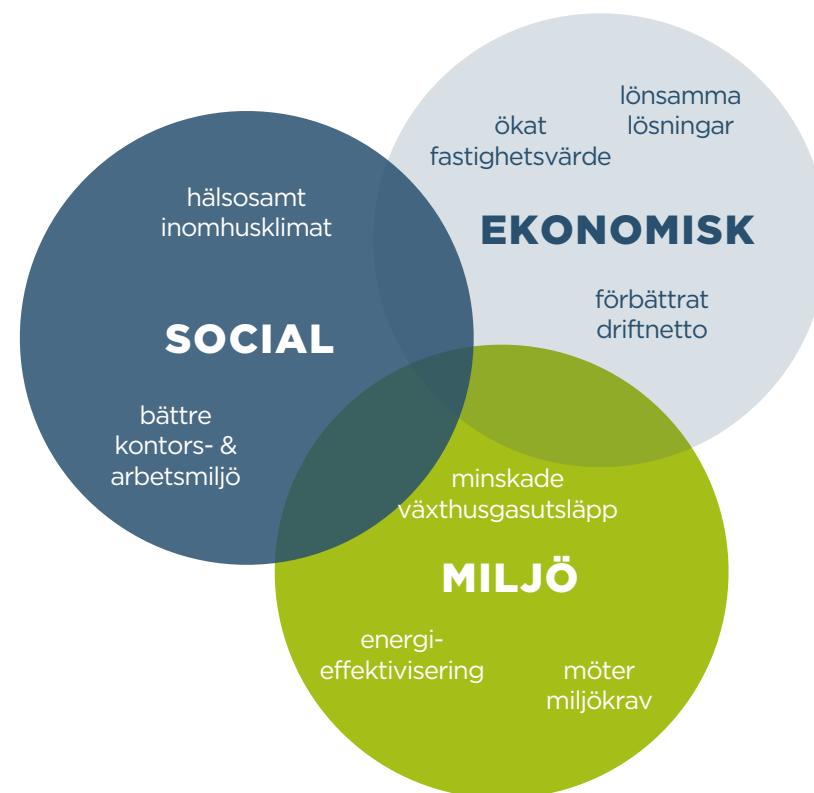 lönsamma
lösningar
ökat
fastighetsvärde
EKONOMISK
förbättrat
driftnetto
hälsosamt
inomhusklimat
SOCIAL
bättre
kontors- &
arbetsmiljö
minskade
växthusgasutsläpp
MILJÖ
energi-
effektivisering
möter
miljökrav